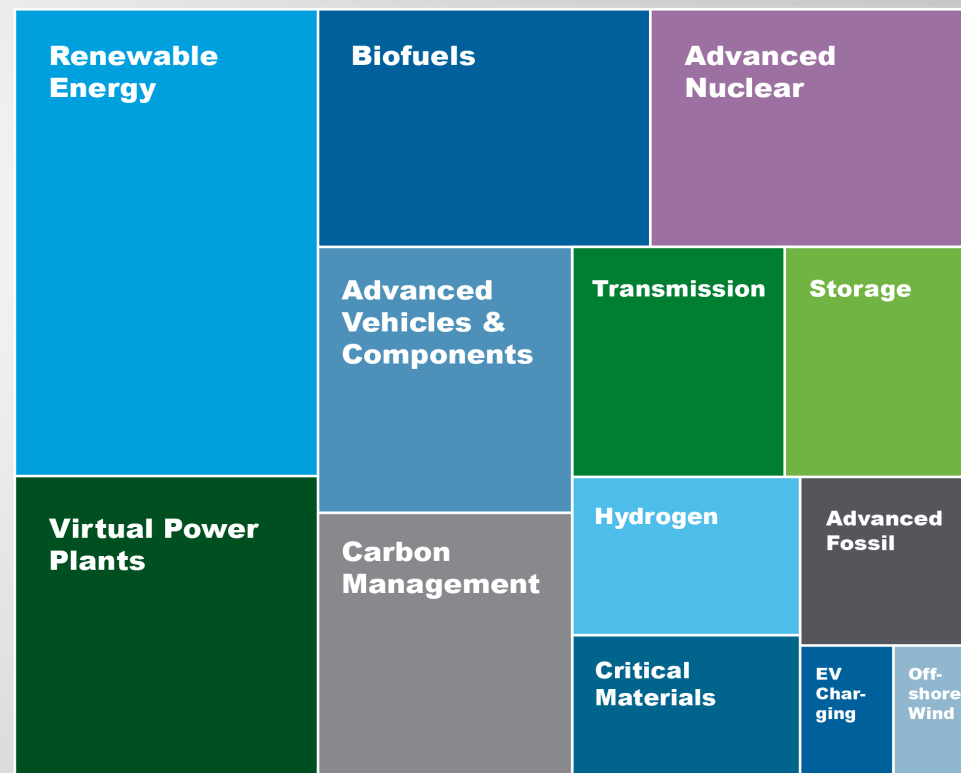 Renewable
Energy
Biofuels
Advanced
Nuclear
Advanced
Vehicles &
Components
Transmission
Storage
Virtual Power
Plants
Carbon
Management
Hydrogen
Advanced
Fossil
Critical
Materials
EV
Char-
ging
Off-
shore
Wind